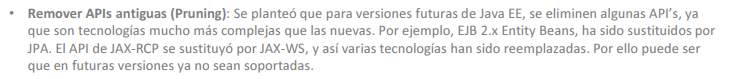 • Remover APIs antiguas (Pruning): Se planteó que para versiones futuras de Java EE, se eliminen algunas API's, ya
que son tecnologías mucho más complejas que las nuevas. Por ejemplo, EJB 2.x Entity Beans, ha sido sustituidos por
JPA. El API de JAX-RCP se sustituyó por JAX-WS, y así varias tecnologías han sido reemplazadas. Por ello puede ser
que en futuras versiones ya no sean soportadas.